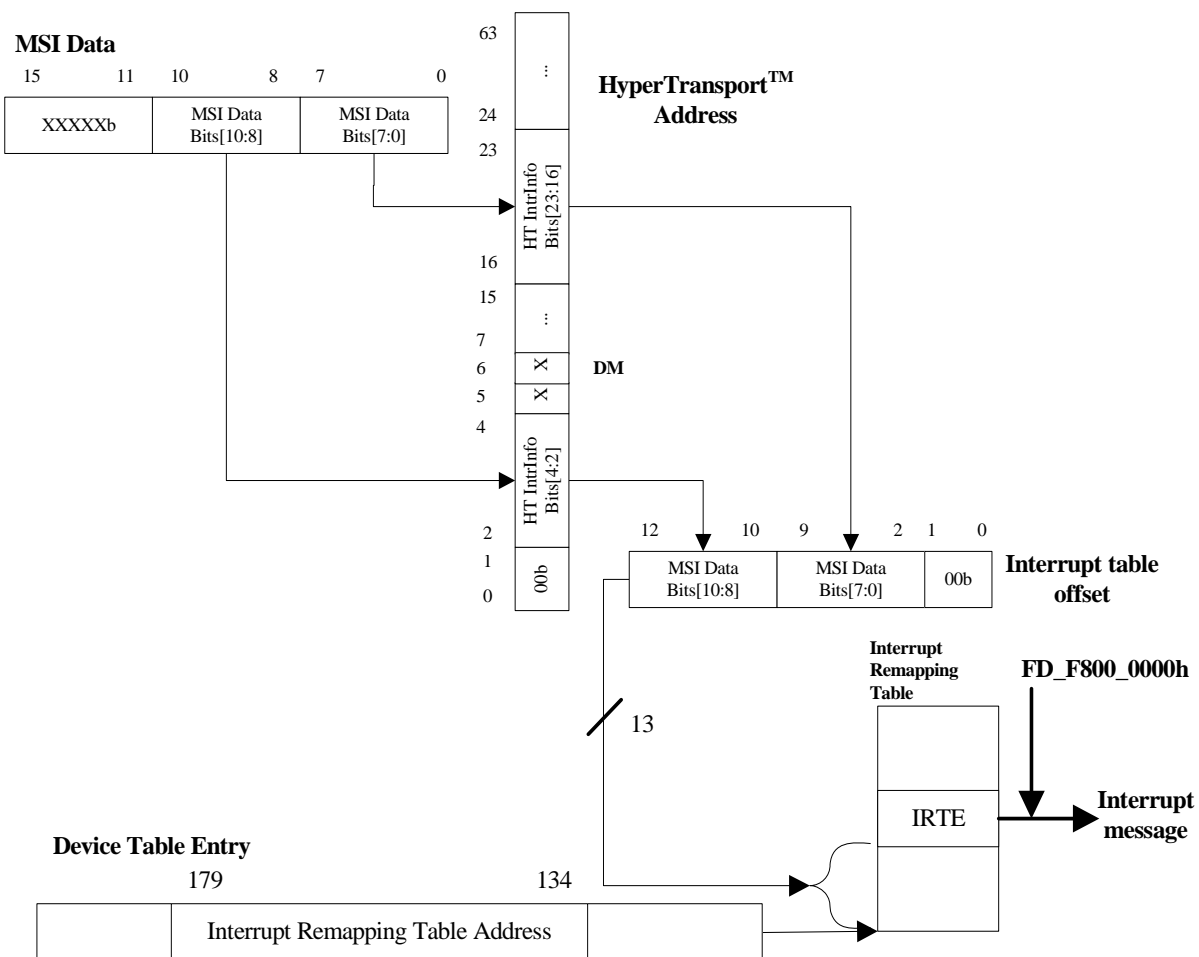 MSI Data
15 11 10 8 7 0
XXXXXb
MSI Data
Bits[10:8]
MSI Data
Bits[7:0]
63
...
24
23
HT IntrInfo
Bits[23:16]
16
15
...
7
6
X
DM
5
X
4
HT IntrInfo
Bits[4:2]
2
1
00b
0
HyperTransport™
Address
12 10 9 2 1 0
MSI Data
Bits[10:8]
MSI Data
Bits[7:0]
00b
Interrupt table
offset
13
Interrupt
Remapping
Table
FD_F800_0000h
IRTE
Interrupt
message
Device Table Entry
179 134
Interrupt Remapping Table Address